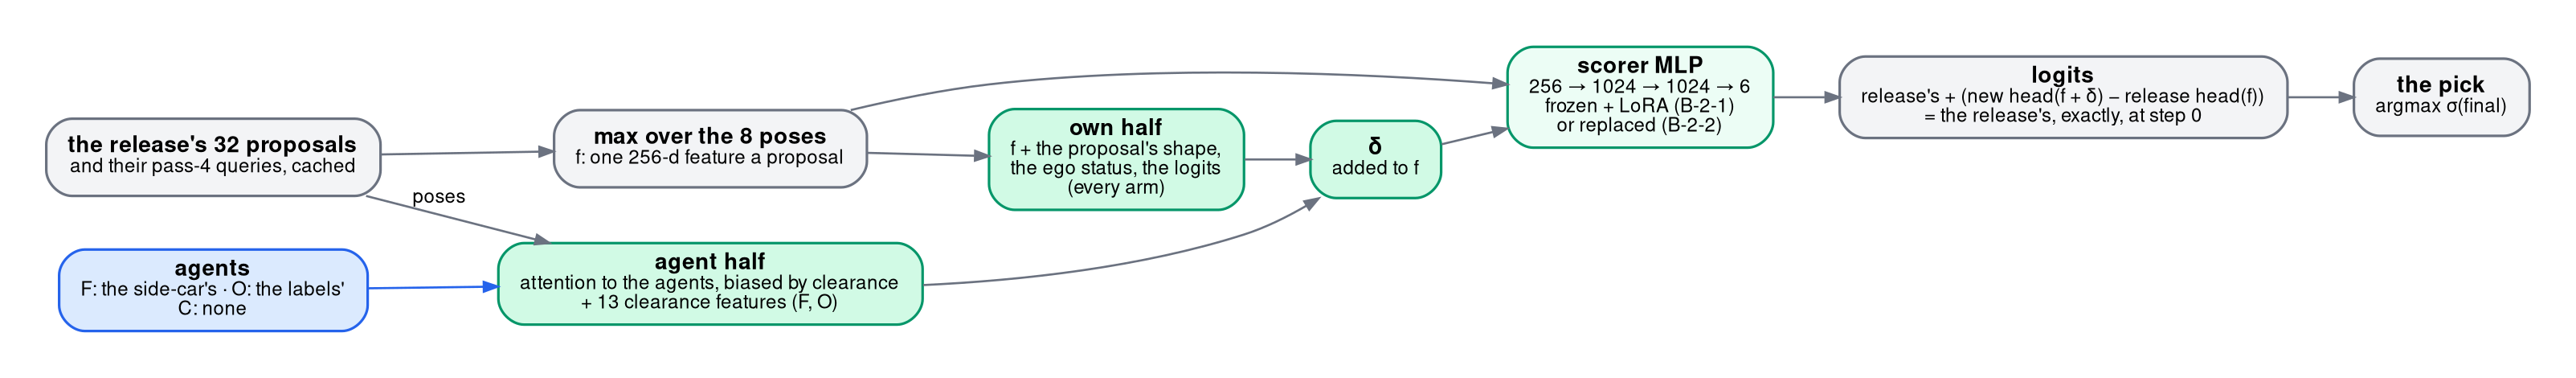 the release's 32 proposals
and their pass-4 queries, cached
poses
agents
F: the side-car's · O: the labels'
C: none
max over the 8 poses
f: one 256-d feature a proposal
agent half
attention to the agents, biased by clearance
+ 13 clearance features (F, O)
own half
f + the proposal's shape,
the ego status, the logits
(every arm)
δ
added to f
scorer MLP
256 → 1024 → 1024 → 6
frozen + LoRA (B-2-1)
or replaced (B-2-2)
logits
release's + (new head(f + δ) – release head(f))
= the release's, exactly, at step 0
the pick
argmax σ(final)